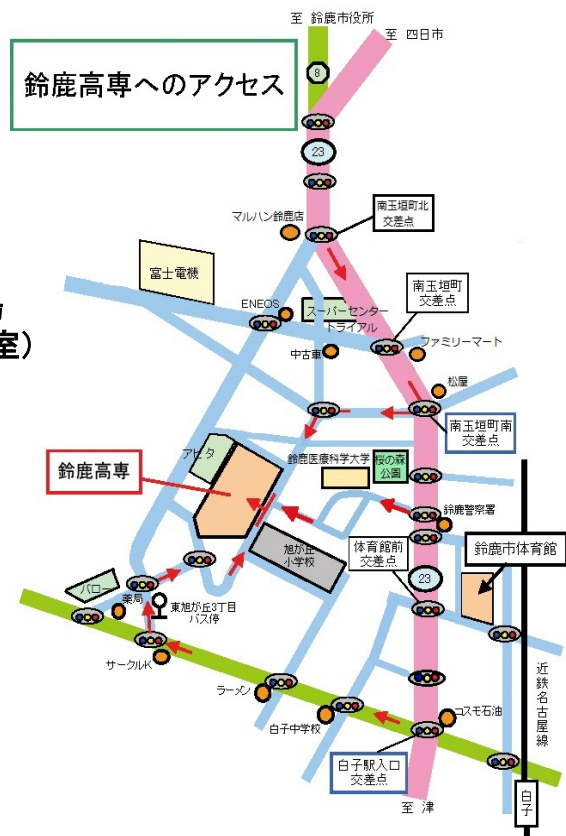 至 鈴鹿市役所
至 四日市
鈴鹿高専へのアクセス
8
23
マルハン鈴鹿店
南玉垣町北
交差点
富士電機
南玉垣町
交差点
ENEOS
スーパーセンター
トライアル
室）
中古車
ファミリーマート
松屋
南玉垣町南
交差点
アピタ
鈴鹿医療科学大学
桜の森
公園
鈴鹿高専
鈴鹿警察署
旭が丘
小学校
体育館前
交差点
鈴鹿市体育館
23
バロー
薬局
東旭が丘3丁目
バス停
サークルK
ラーメン
白子中学校
コスモ石油
近鉄名古屋線
白子駅入口
交差点
至 津
白子